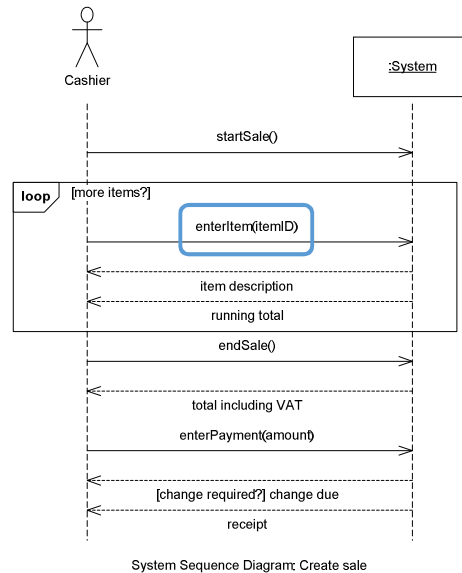 Cashier
:System
startSale()
loop
[more items?]
enterItem(itemID)
item description
running total
endSale()
total including VAT
enterPayment(amount)
[change required?] change due
receipt
System Sequence Diagram: Create sale